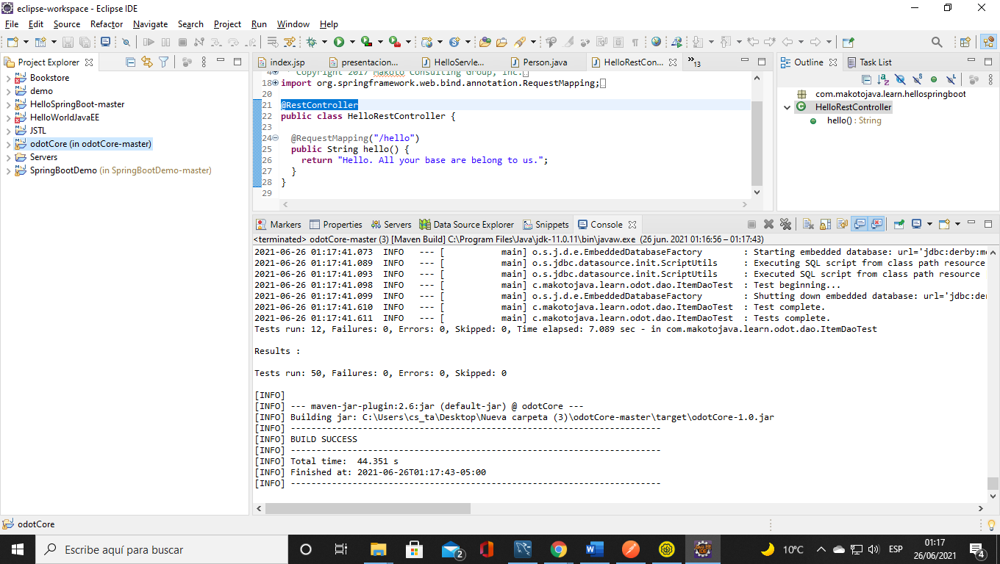 eclipse-workspace - Eclipse IDE
File Edit Source Refactor Navigate Search Project Run Window Help
Project Explorer
Bookstore
demo
HelloSpringBoot-master
HelloWorldJavaEE
JSTL
odotCore (in odotCore-master)
Servers
SpringBootDemo (in SpringBootDemo-master)
index.jsp presentacion... HelloServle... Person.java HelloRestCon... »13
4 * Copyright 2017 Makoto Consulting Group, Inc.
18 import org.springframework.web.bind.annotation.RequestMapping;
20
21 @RestController
22 public class HelloRestController {
23
24 @RequestMapping("/hello")
25 public String hello() {
26 return "Hello. All your base are belong to us.";
27 }
28 }
29
Outline Task List
com.makotojava.learn.hellospringboot
HelloRestController
hello() : String
Markers Properties Servers Data Source Explorer Snippets Console
<terminated> odotCore-master (3) [Maven Build] C:\Program Files\Java\jdk-11.0.11\bin\javaw.exe (26 jun. 2021 01:16:56 – 01:17:43)
2021-06-26 01:17:41.073 INFO --- [ main] o.s.j.d.e.EmbeddedDatabaseFactory : Starting embedded database: url='jdbc:derby:me
2021-06-26 01:17:41.089 INFO --- [ main] o.s.jdbc.datasource.init.ScriptUtils : Executing SQL script from class path resource
2021-06-26 01:17:41.093 INFO --- [ main] o.s.jdbc.datasource.init.ScriptUtils : Executed SQL script from class path resource
2021-06-26 01:17:41.098 INFO --- [ main] c.makotojava.learn.odot.dao.ItemDaoTest : Test beginning...
2021-06-26 01:17:41.099 INFO --- [ main] o.s.j.d.e.EmbeddedDatabaseFactory : Shutting down embedded database: url='jdbc:der
2021-06-26 01:17:41.610 INFO --- [ main] c.makotojava.learn.odot.dao.ItemDaoTest : Test complete.
2021-06-26 01:17:41.611 INFO --- [ main] c.makotojava.learn.odot.dao.ItemDaoTest : Tests complete.
Tests run: 12, Failures: 0, Errors: 0, Skipped: 0, Time elapsed: 7.089 sec - in com.makotojava.learn.odot.dao.ItemDaoTest
Results :
Tests run: 50, Failures: 0, Errors: 0, Skipped: 0
[INFO]
[INFO] --- maven-jar-plugin:2.6:jar (default-jar) @ odotCore ---
[INFO] Building jar: C:\Users\cs_ta\Desktop\Nueva carpeta (3)\odotCore-master\target\odotCore-1.0.jar
[INFO] ------------------------------------------------------------------------
[INFO] BUILD SUCCESS
[INFO] ------------------------------------------------------------------------
[INFO] Total time: 44.351 s
[INFO] Finished at: 2021-06-26T01:17:43-05:00
[INFO] ------------------------------------------------------------------------
odotCore
Escribe aquí para buscar
2
10°C
ESP
01:17
26/06/2021
4